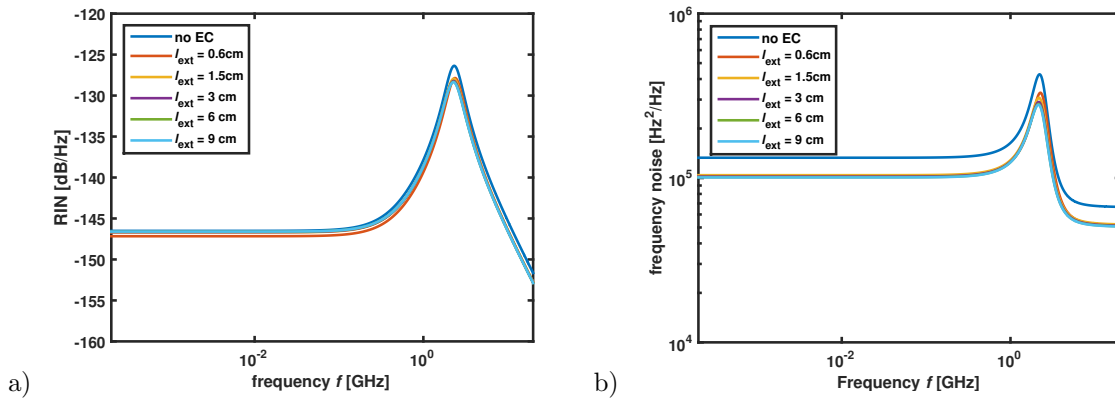 -120
-125
-130
-135
-140
-145
-150
-155
-160
RIN [dB/Hz]
no EC
l_ext = 0.6cm
l_ext = 1.5cm
l_ext = 3 cm
l_ext = 6 cm
l_ext = 9 cm
10^-2
10^0
frequency f [GHz]
a)
10^6
10^5
10^4
frequency noise [Hz^2/Hz]
no EC
l_ext = 0.6cm
l_ext = 1.5cm
l_ext = 3 cm
l_ext = 6 cm
l_ext = 9 cm
10^-2
10^0
Frequency f [GHz]
b)